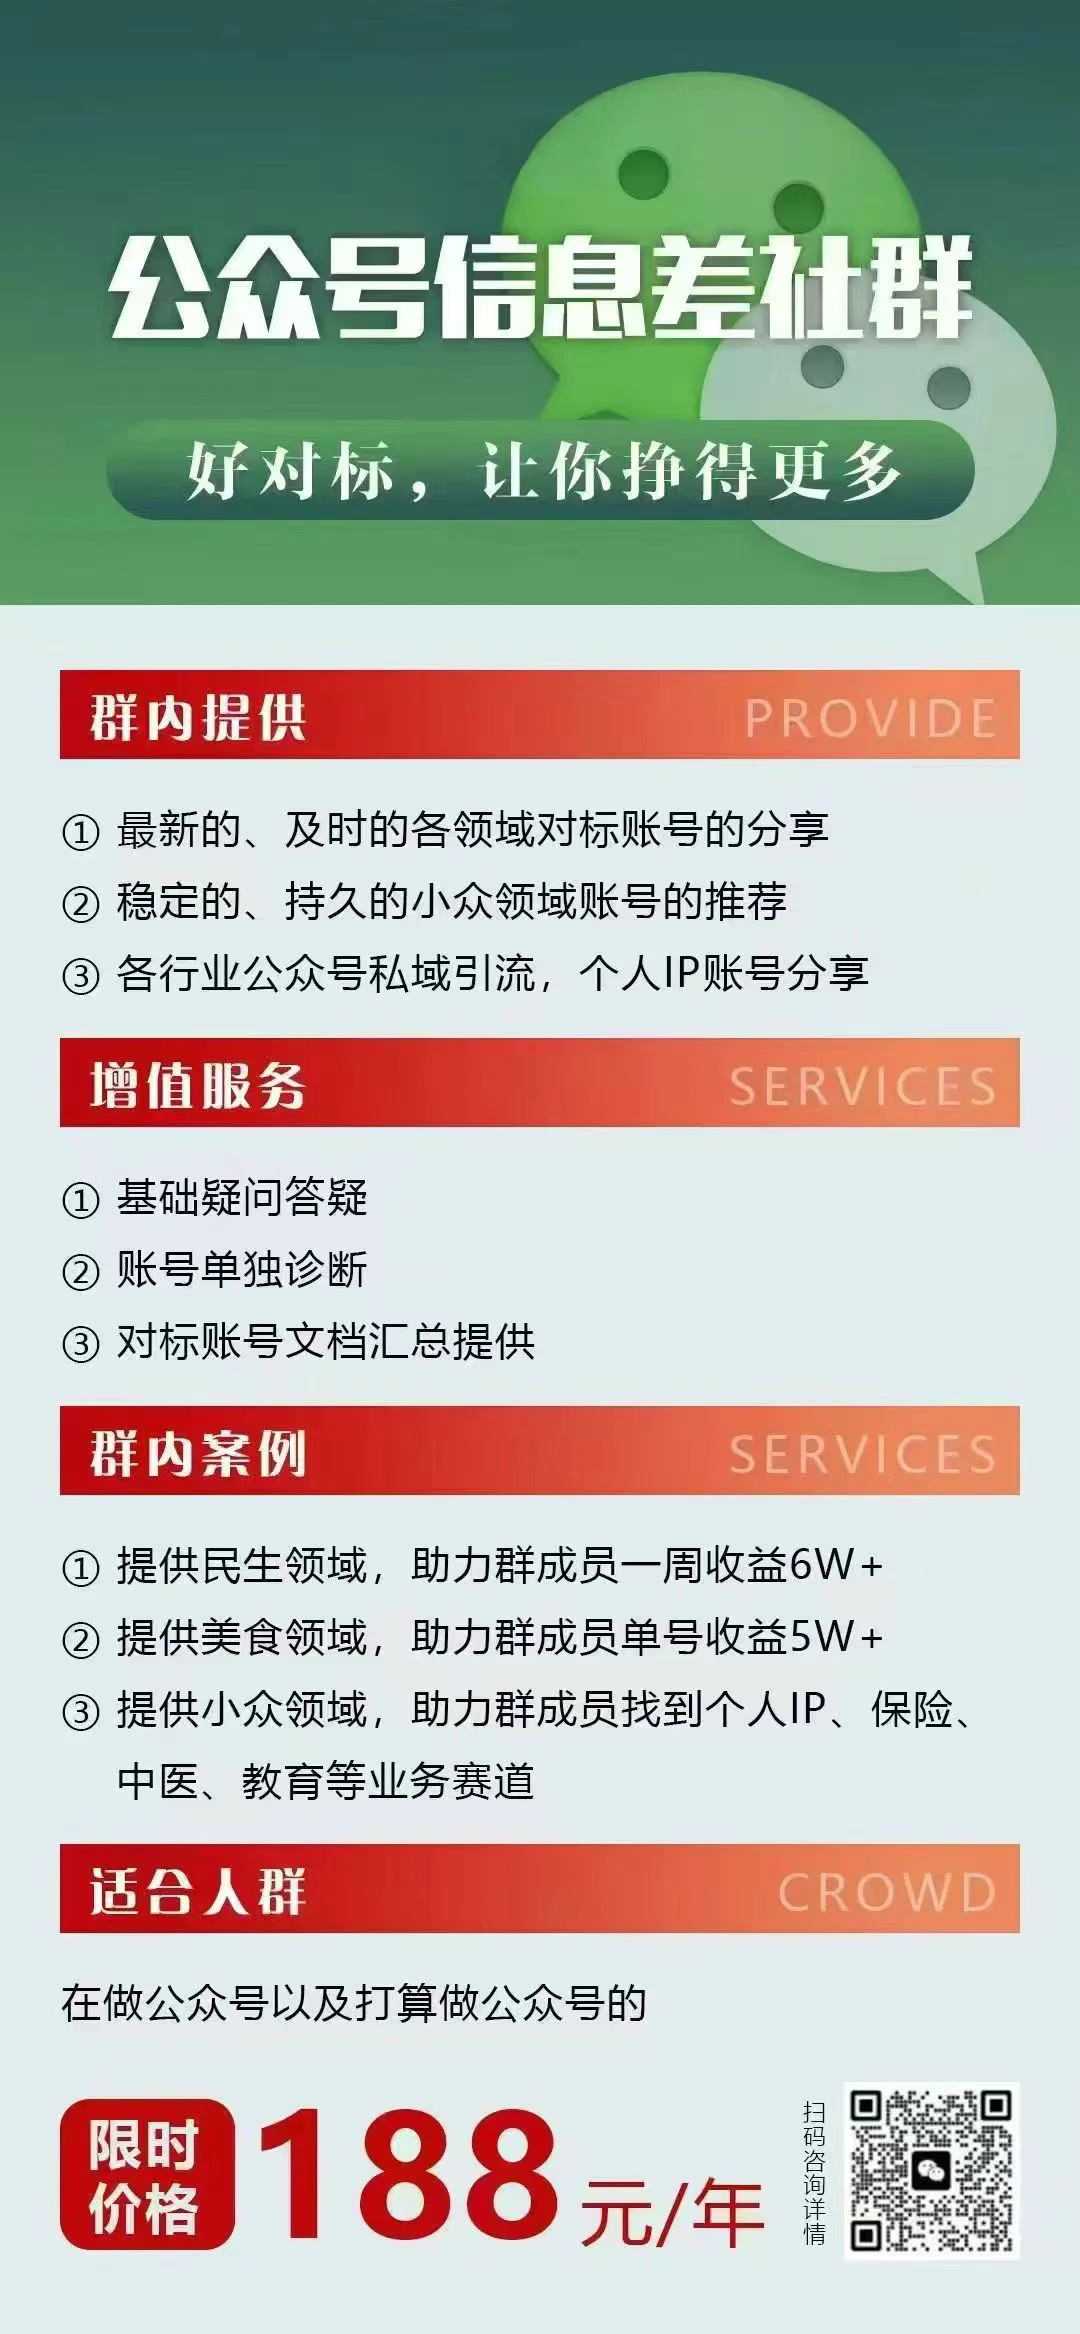 公众号信息差社群
好对标，让你挣得更多
群内提供 PROVIDE
① 最新的、及时的各领域对标账号的分享
② 稳定的、持久的小众领域账号的推荐
③ 各行业公众号私域引流，个人IP账号分享
增值服务 SERVICES
① 基础疑问答疑
② 账号单独诊断
③ 对标账号文档汇总提供
群内案例 SERVICES
① 提供民生领域，助力群成员一周收益6W+
② 提供美食领域，助力群成员单号收益5W+
③ 提供小众领域，助力群成员找到个人IP、保险、
中医、教育等业务赛道
适合人群 CROWD
在做公众号以及打算做公众号的
限时
价格
188元/年
扫码咨询详情